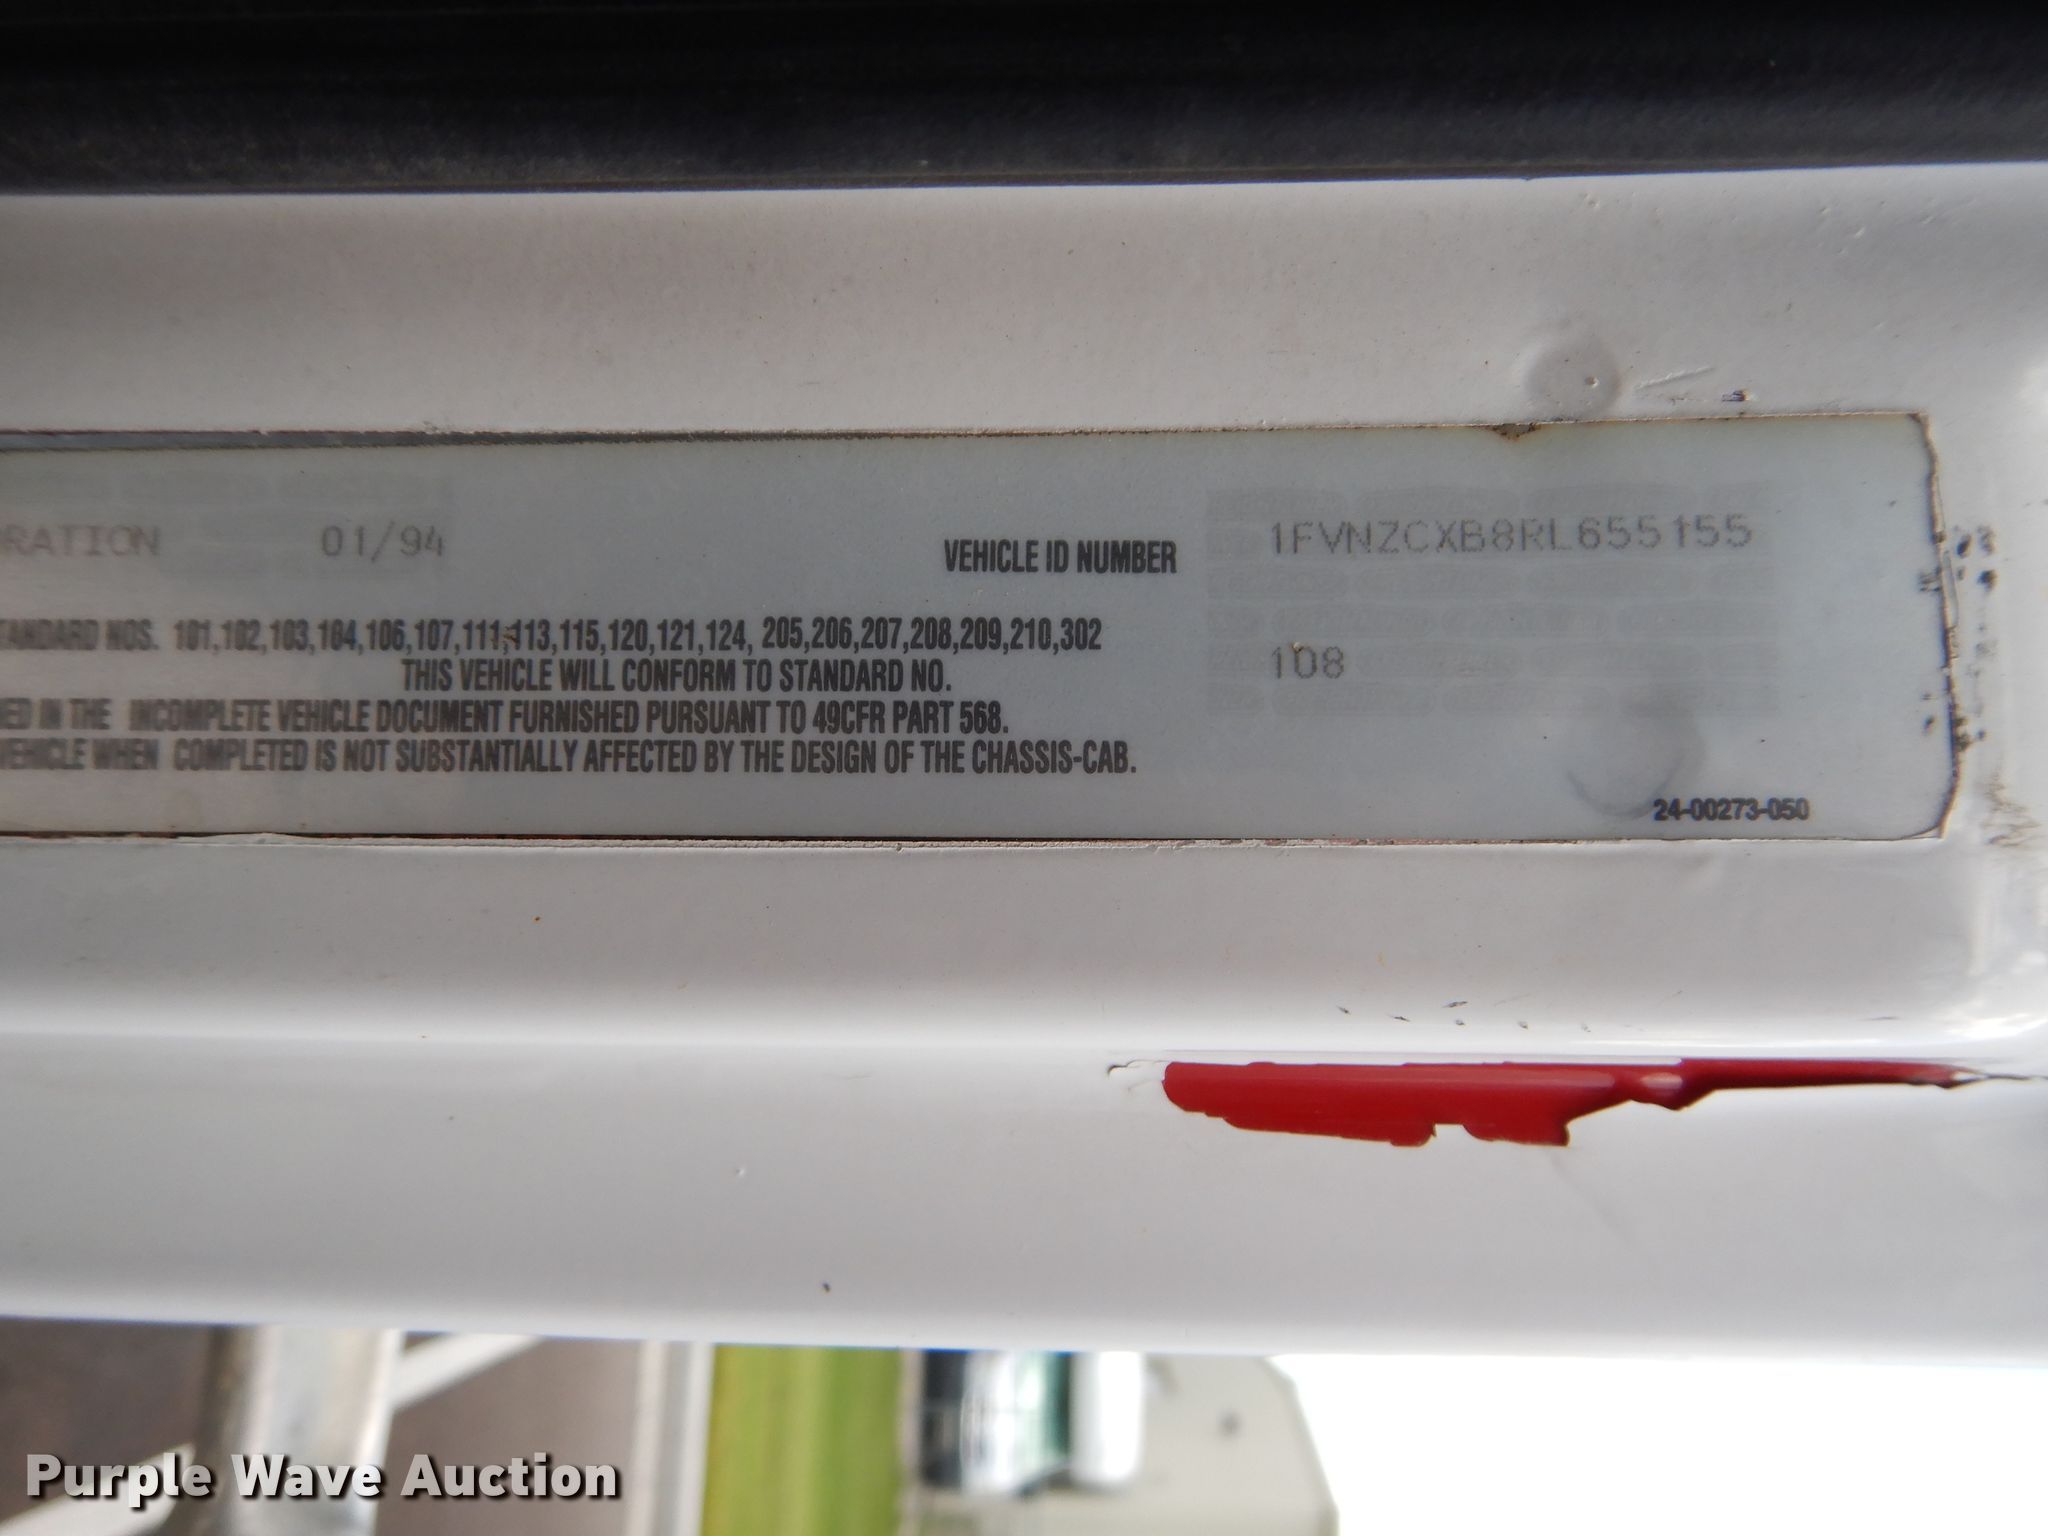 ORATION 01/94 VEHICLE ID NUMBER 1FVNZCXB8RL655155
STANDARD NOS. 101,102,103,104,106,107,111,113,115,120,121,124, 205,206,207,208,209,210,302
THIS VEHICLE WILL CONFORM TO STANDARD NO. 108
NED IN THE INCOMPLETE VEHICLE DOCUMENT FURNISHED PURSUANT TO 49CFR PART 568.
VEHICLE WHEN COMPLETED IS NOT SUBSTANTIALLY AFFECTED BY THE DESIGN OF THE CHASSIS-CAB.
24-00273-050
Purple Wave Auction